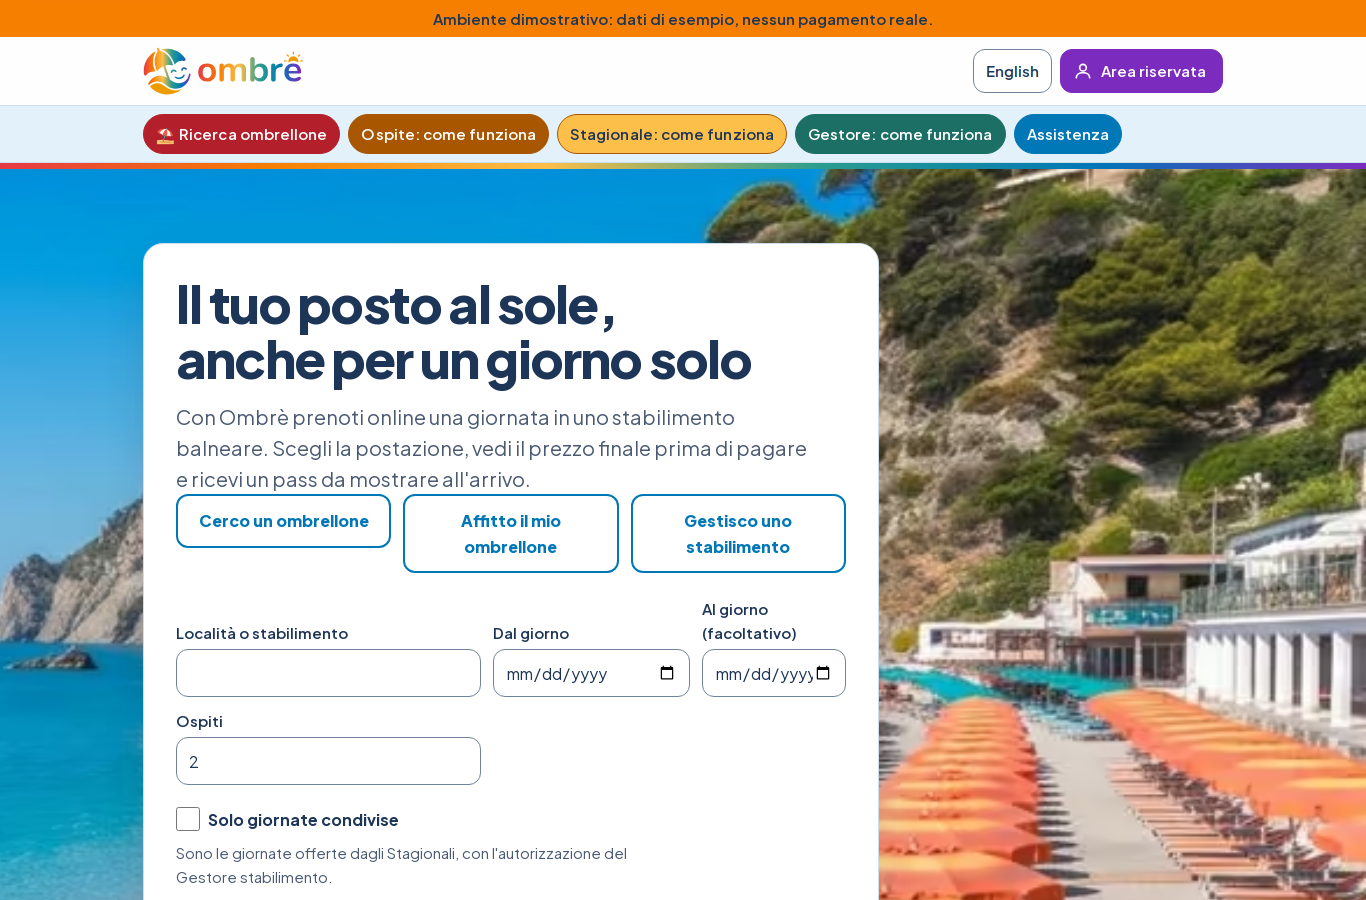 Ambiente dimostrativo: dati di esempio, nessun pagamento reale.
ombrè
English
Area riservata
Ricerca ombrellone
Ospite: come funziona
Stagionale: come funziona
Gestore: come funziona
Assistenza
Il tuo posto al sole,
anche per un giorno solo
Con Ombrè prenoti online una giornata in uno stabilimento
balneare. Scegli la postazione, vedi il prezzo finale prima di pagare
e ricevi un pass da mostrare all'arrivo.
Cerco un ombrellone
Affitto il mio
ombrellone
Gestisco uno
stabilimento
Località o stabilimento
Dal giorno
Al giorno
(facoltativo)
mm/dd/yyyy
mm/dd/yyyy
Ospiti
2
Solo giornate condivise
Sono le giornate offerte dagli Stagionali, con l'autorizzazione del
Gestore stabilimento.